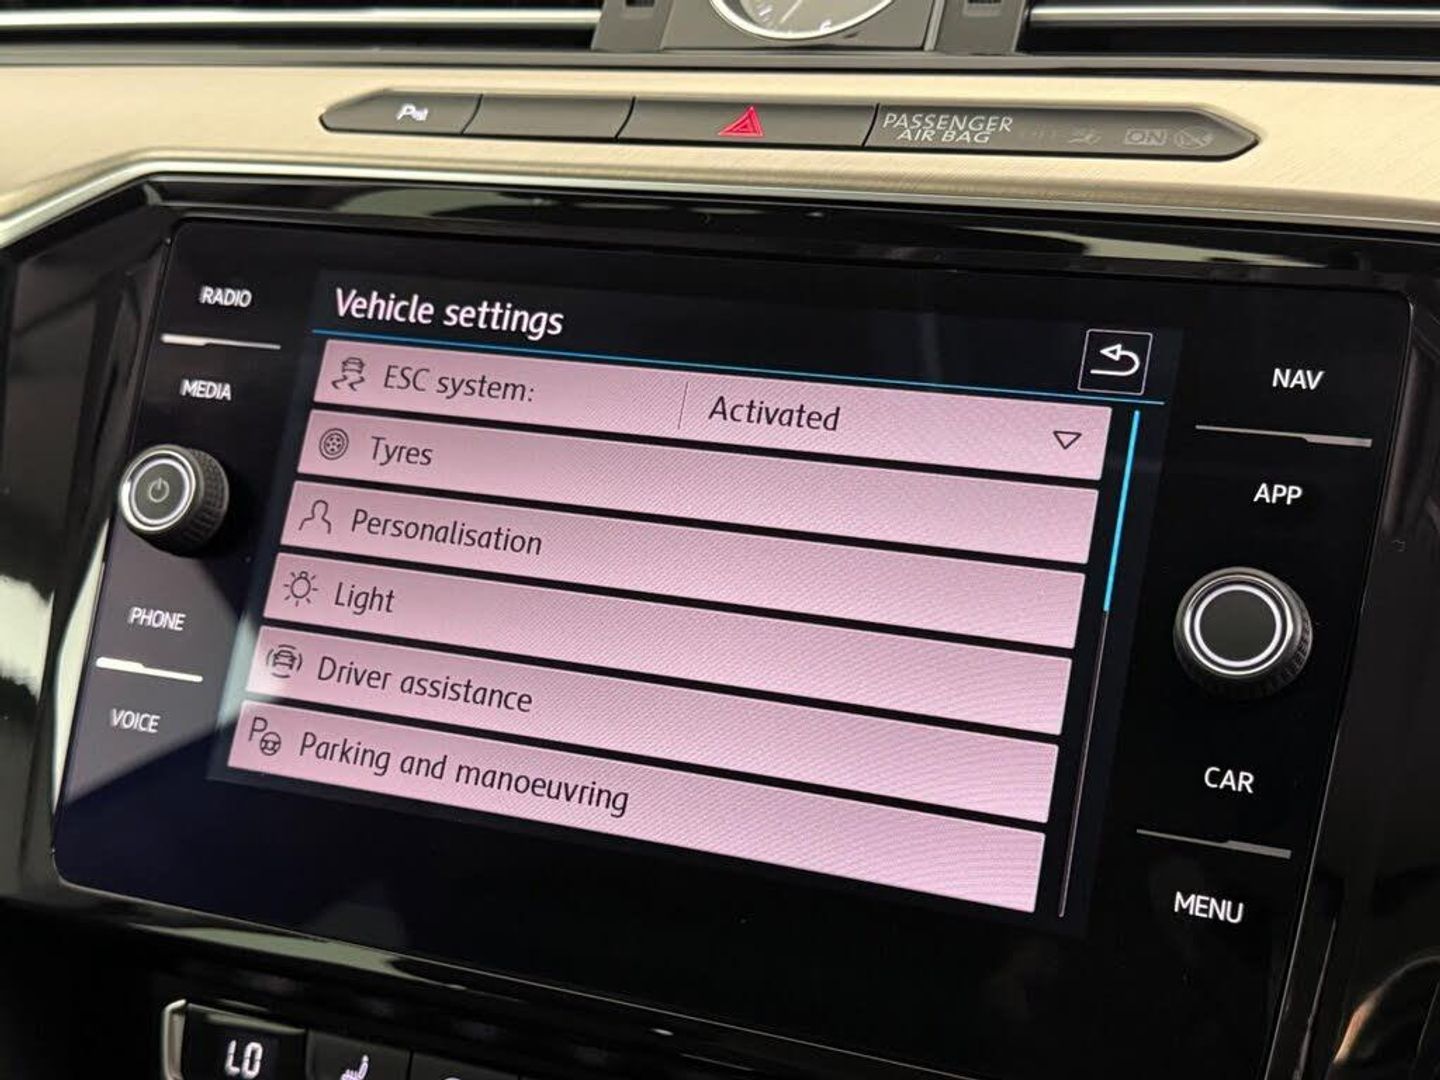 PASSENGER
AIR BAG
ON
RADIO
MEDIA
PHONE
VOICE
Vehicle settings
ESC system: Activated
Tyres
Personalisation
Light
Driver assistance
P Parking and manoeuvring
NAV
APP
CAR
MENU
LO